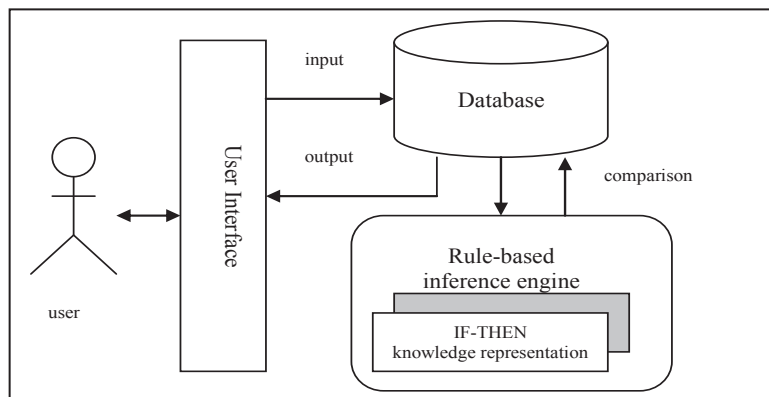 input
Database
output
User Interface
comparison
user
Rule-based
inference engine
IF-THEN
knowledge representation